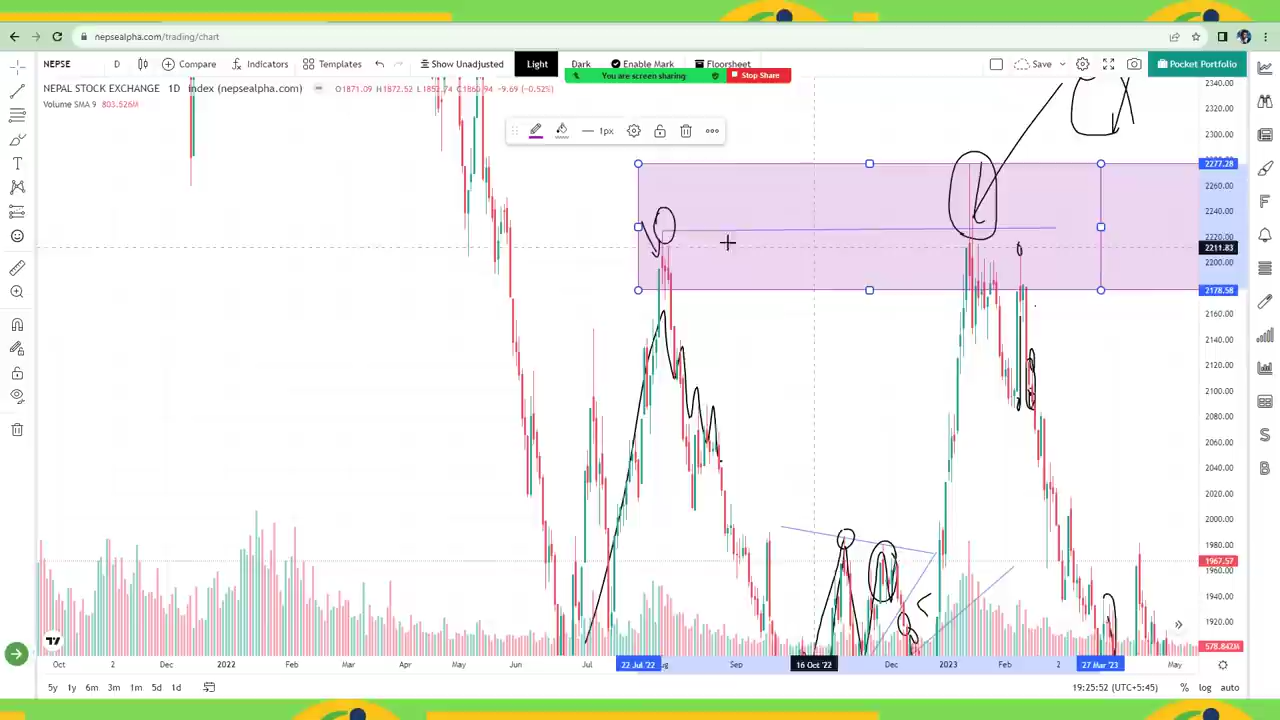 nepsealpha.com/trading/chart
NEPSE D Compare Indicators Templates Show Unadjusted Light Dark Enable Mark Floorsheet Save Pocket Portfolio
You are screen sharing Stop Share
NEPAL STOCK EXCHANGE 1D Index (nepsealpha.com) O1871.09 H1872.52 L1852.74 C1860.94 -9.69 (-0.52%)
Volume SMA 9 803.526M
1px
2340.00
2320.00
2300.00
2277.28
2260.00
2240.00
2220.00
2211.83
2200.00
2178.58
2160.00
2140.00
2120.00
2100.00
2080.00
2060.00
2040.00
2020.00
2000.00
1980.00
1967.57
1960.00
1940.00
1920.00
578.842M
Oct 2 Dec 2022 Feb Mar Apr May Jun Jul 22 Jul '22 ug Sep 16 Oct '22 Dec 2023 Feb 2 27 Mar '23 May
5y 1y 6m 3m 1m 5d 1d 19:25:52 (UTC+5:45) % log auto